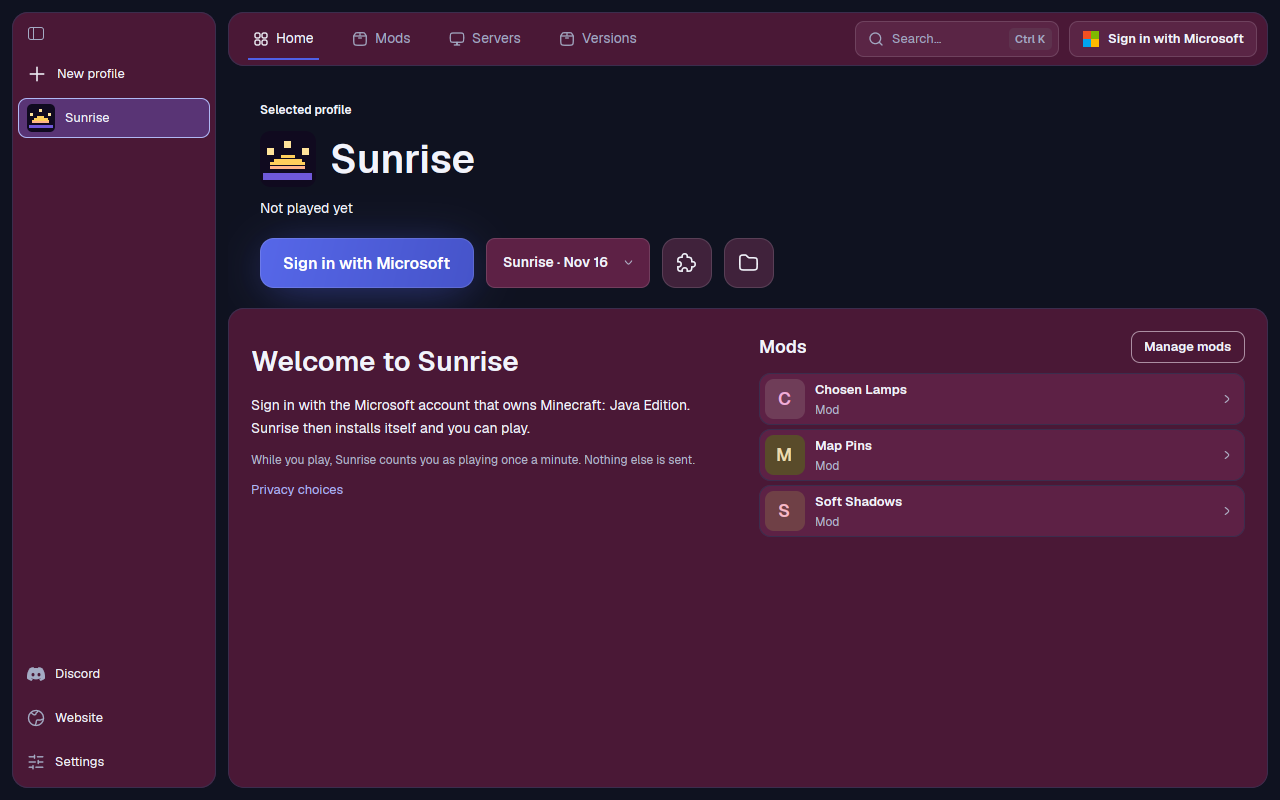 New profile
Sunrise
Discord
Website
Settings
Home
Mods
Servers
Versions
Search...
Ctrl K
Sign in with Microsoft
Selected profile
Sunrise
Not played yet
Sign in with Microsoft
Sunrise · Nov 16
Welcome to Sunrise
Sign in with the Microsoft account that owns Minecraft: Java Edition.
Sunrise then installs itself and you can play.
While you play, Sunrise counts you as playing once a minute. Nothing else is sent.
Privacy choices
Mods
Manage mods
C
Chosen Lamps
Mod
M
Map Pins
Mod
S
Soft Shadows
Mod